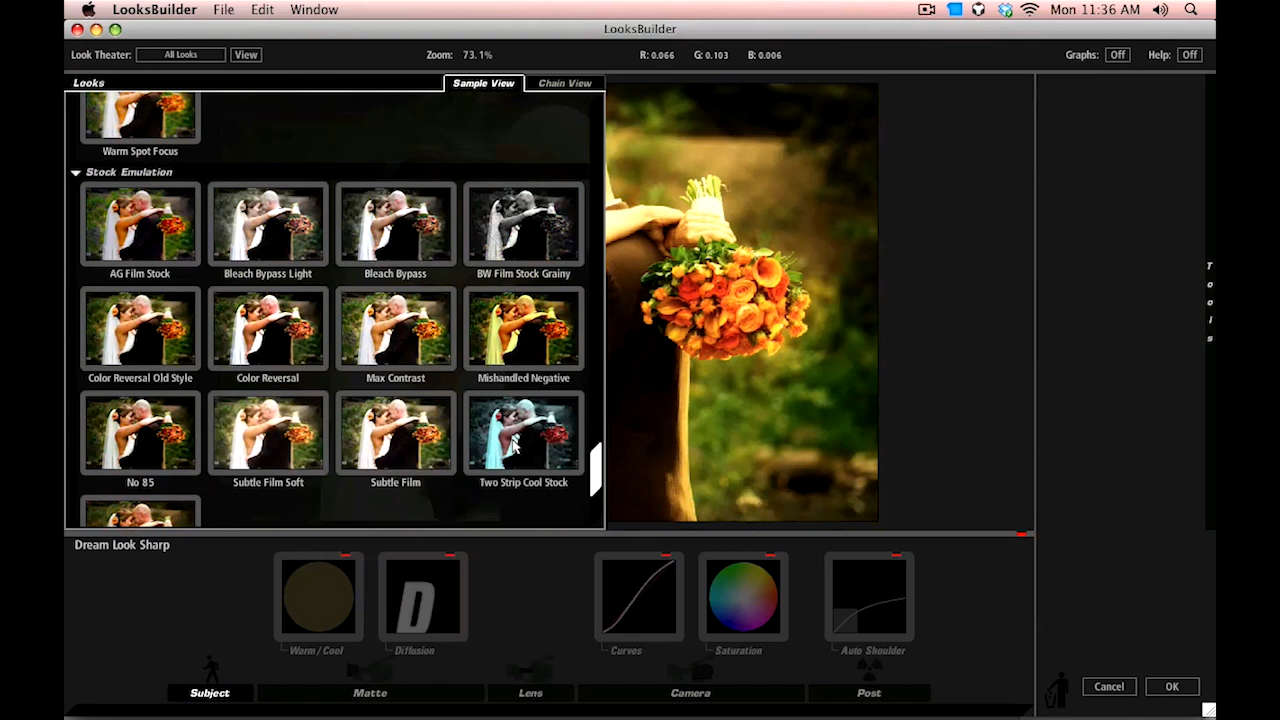 LooksBuilder File Edit Window Mon 11:36 AM
LooksBuilder
Look Theater: All Looks View Zoom: 73.1% R: 0.066 G: 0.103 B: 0.006 Graphs: Off Help: Off
Looks Sample View Chain View
Warm Spot Focus
Stock Emulation
AG Film Stock Bleach Bypass Light Bleach Bypass BW Film Stock Grainy
Color Reversal Old Style Color Reversal Max Contrast Mishandled Negative
No 85 Subtle Film Soft Subtle Film Two Strip Cool Stock
Tools
Dream Look Sharp
D
Warm / Cool Diffusion Curves Saturation Auto Shoulder
Subject Matte Lens Camera Post
Cancel OK